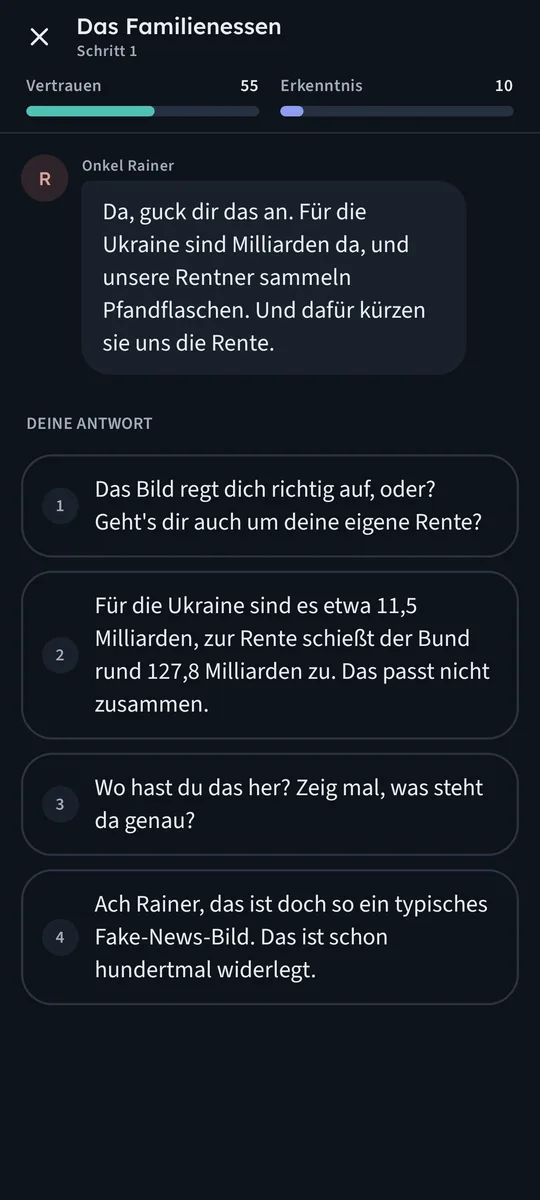 Das Familienessen
Schritt 1
Vertrauen 55 Erkenntnis 10
Onkel Rainer
R
Da, guck dir das an. Für die
Ukraine sind Milliarden da, und
unsere Rentner sammeln
Pfandflaschen. Und dafür kürzen
sie uns die Rente.
DEINE ANTWORT
1
Das Bild regt dich richtig auf, oder?
Geht's dir auch um deine eigene Rente?
2
Für die Ukraine sind es etwa 11,5
Milliarden, zur Rente schießt der Bund
rund 127,8 Milliarden zu. Das passt nicht
zusammen.
3
Wo hast du das her? Zeig mal, was steht
da genau?
4
Ach Rainer, das ist doch so ein typisches
Fake-News-Bild. Das ist schon
hundertmal widerlegt.